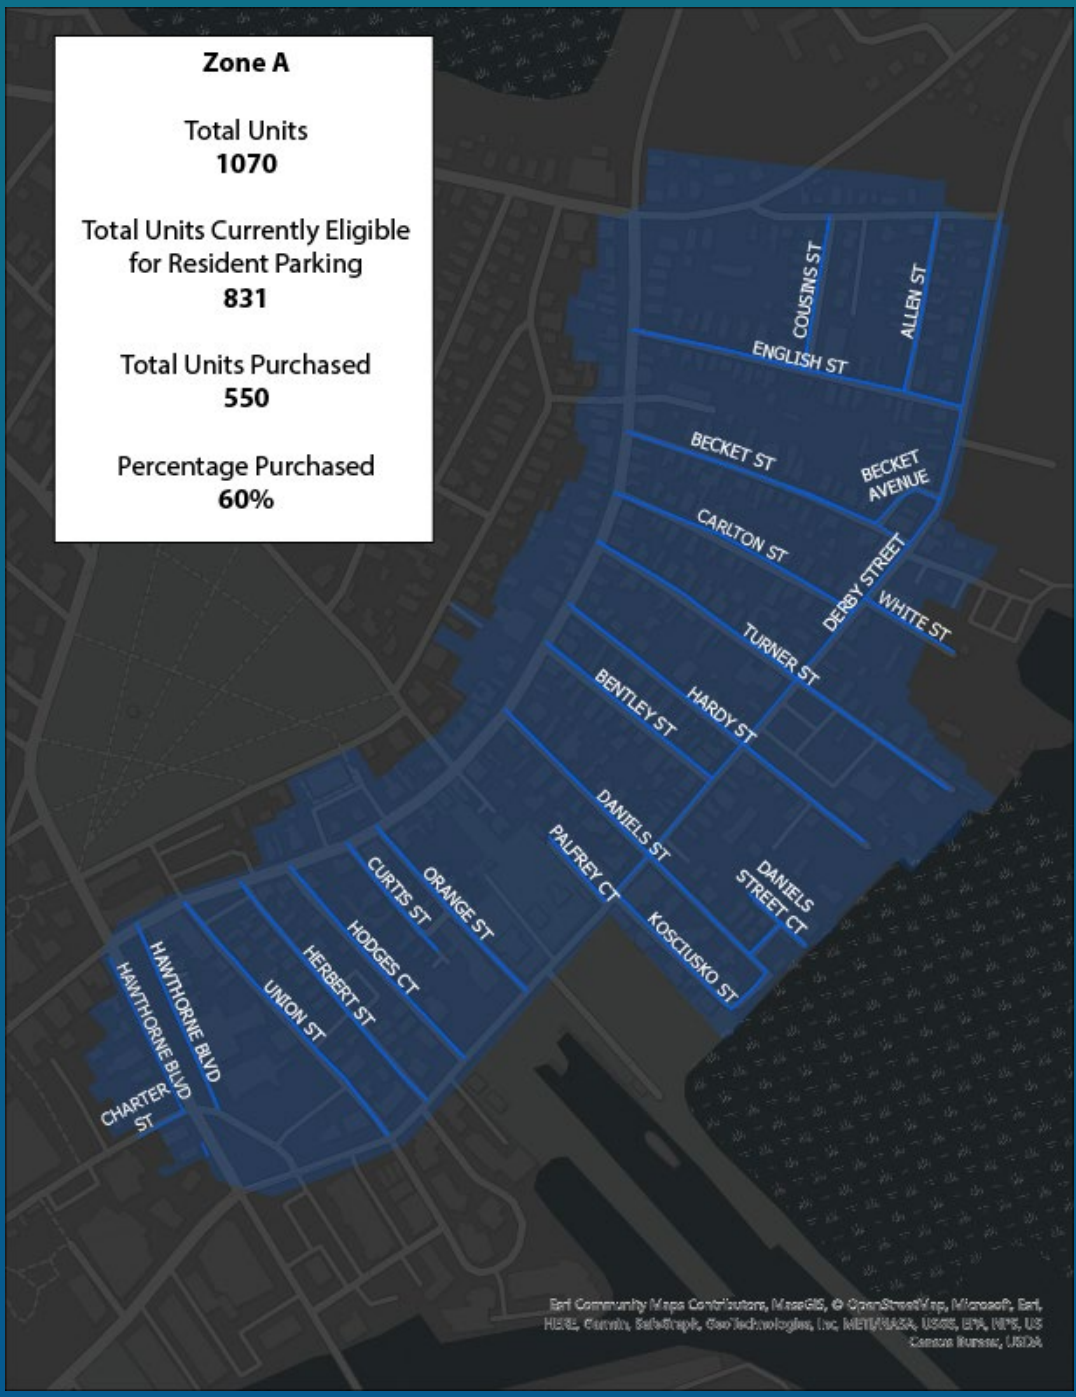 Zone A
Total Units
1070
Total Units Currently Eligible
for Resident Parking
831
Total Units Purchased
550
Percentage Purchased
60%
COUSINS ST
ALLEN ST
ENGLISH ST
BECKET ST
BECKET
AVENUE
CARLTON ST
DERBY STREET
WHITE ST
TURNER ST
HARDY ST
BENTLEY ST
DANIELS ST
PALFREY CT
DANIELS
STREET CT
KOSCIUSKO ST
ORANGE ST
CURTIS ST
HODGES CT
HERBERT ST
UNION ST
HAWTHORNE BLVD
HAWTHORNE BLVD
CHARTER
ST
Esri Community Maps Contributors, MassGIS, © OpenStreetMap, Microsoft, Esri,
HERE, Garmin, SafeGraph, GeoTechnologies, Inc, METI/NASA, USGS, EPA, NPS, US
Census Bureau, USDA